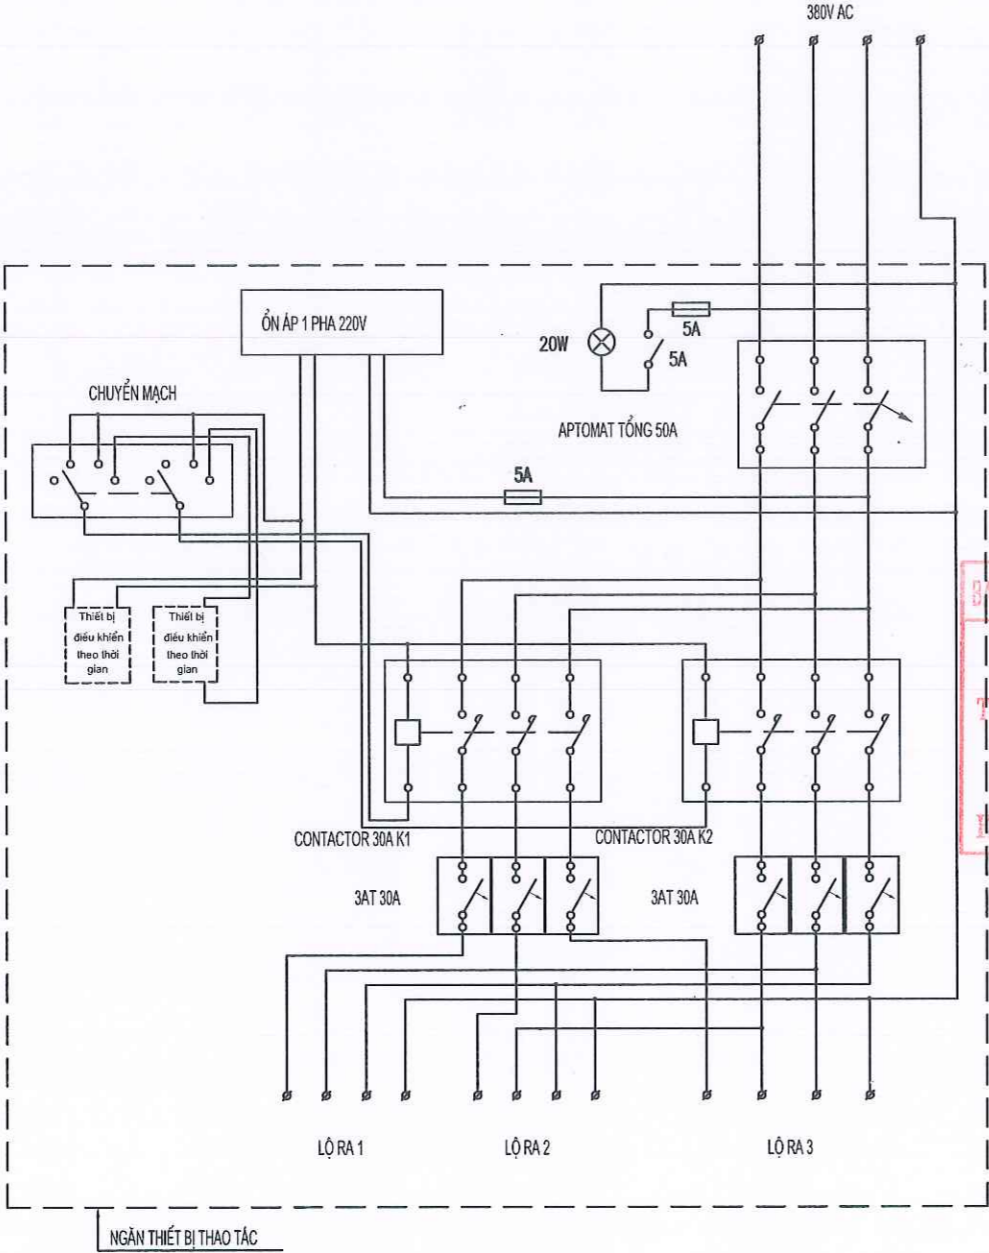 380V AC
ỔN ÁP 1 PHA 220V
5A
20W
5A
CHUYỂN MẠCH
APTOMAT TỔNG 50A
5A
Thiết bị
điều khiển
theo thời
gian
Thiết bị
điều khiển
theo thời
gian
CONTACTOR 30A K1
CONTACTOR 30A K2
3AT 30A
3AT 30A
LỘ RA 1
LỘ RA 2
LỘ RA 3
NGĂN THIẾT BỊ THAO TÁC